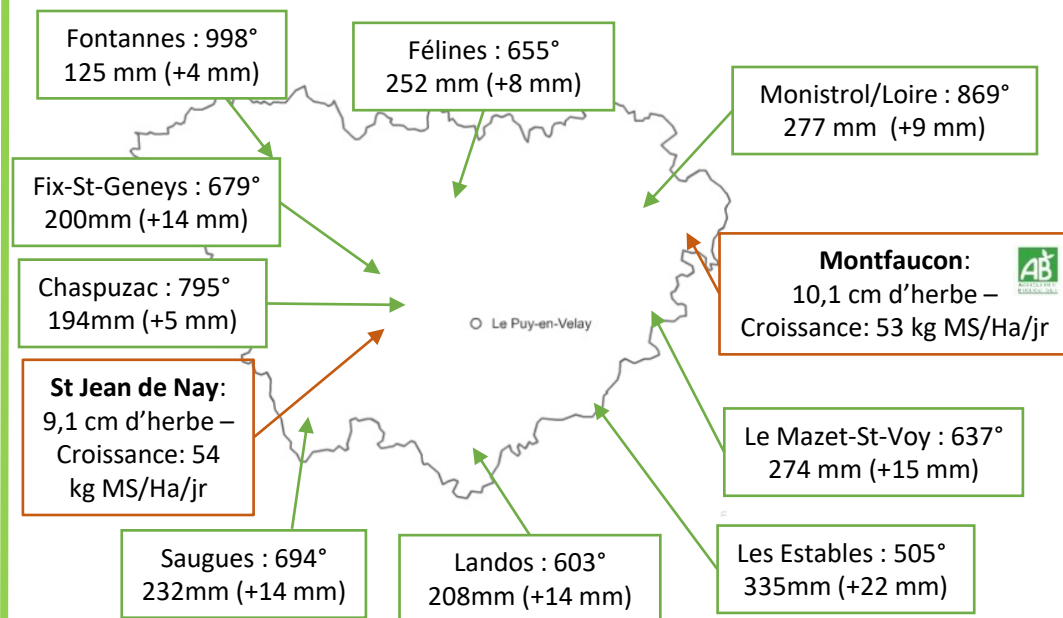 Fontannes : 998°
125 mm (+4 mm)
Félines : 655°
252 mm (+8 mm)
Monistrol/Loire : 869°
277 mm (+9 mm)
Fix-St-Geneys : 679°
200mm (+14 mm)
Chaspuzac : 795°
194mm (+5 mm)
Le Puy-en-Velay
Montfaucon:
10,1 cm d’herbe –
Croissance: 53 kg MS/Ha/jr
AB
St Jean de Nay:
9,1 cm d’herbe –
Croissance: 54
kg MS/Ha/jr
Le Mazet-St-Voy : 637°
274 mm (+15 mm)
Saugues : 694°
232mm (+14 mm)
Landos : 603°
208mm (+14 mm)
Les Estables : 505°
335mm (+22 mm)